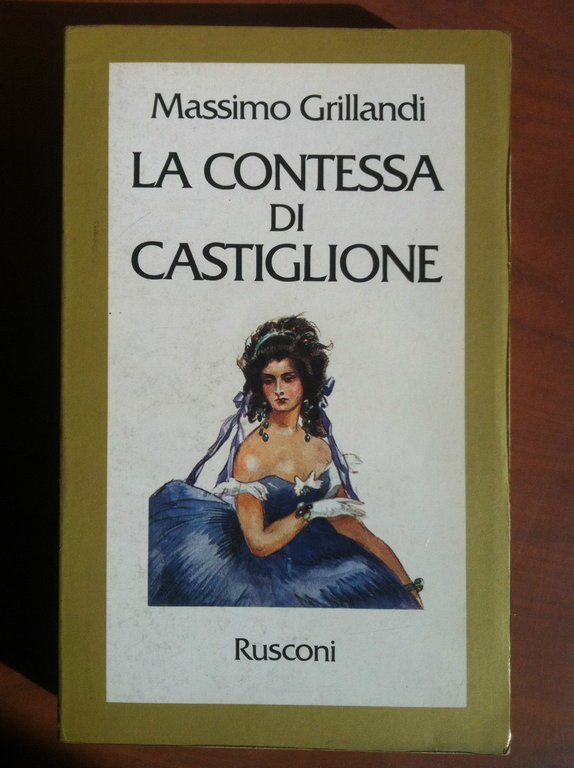 Massimo Grillandi
LA CONTESSA
DI
CASTIGLIONE
Rusconi